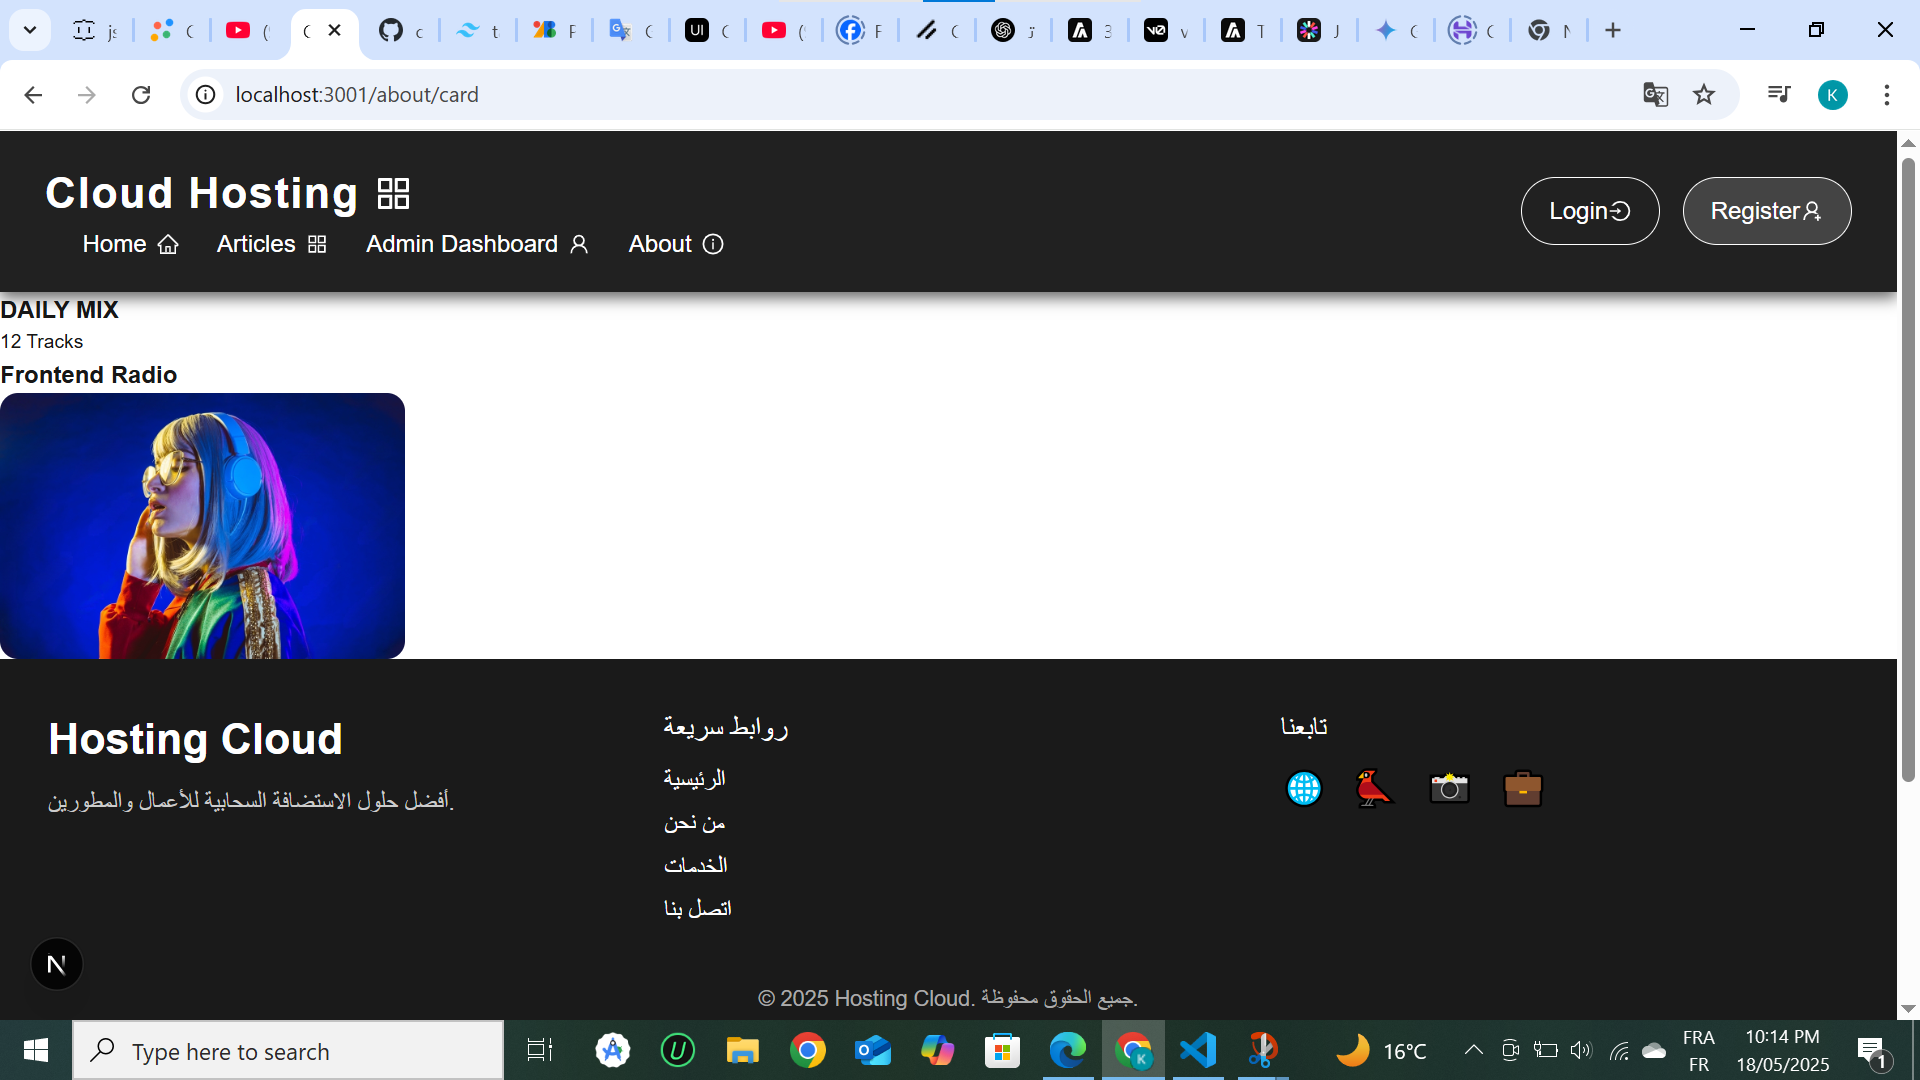 localhost:3001/about/card
K
Cloud Hosting
Home
Articles
Admin Dashboard
About
Login
Register
DAILY MIX
12 Tracks
Frontend Radio
Hosting Cloud
أفضل حلول الاستضافة السحابية للأعمال والمطورين.
روابط سريعة
الرئيسية
من نحن
الخدمات
اتصل بنا
تابعنا
N
© 2025 Hosting Cloud. جميع الحقوق محفوظة.
Type here to search
16°C
FRA
FR
10:14 PM
18/05/2025
1